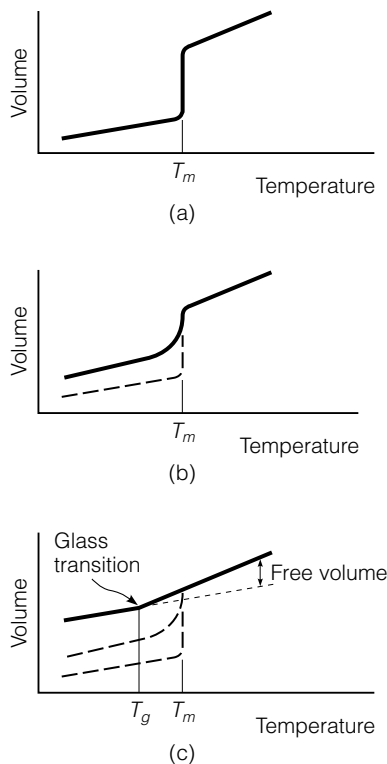 Volume
T_m
Temperature
(a)
Volume
T_m
Temperature
(b)
Glass
transition
Free volume
Volume
T_g T_m
Temperature
(c)